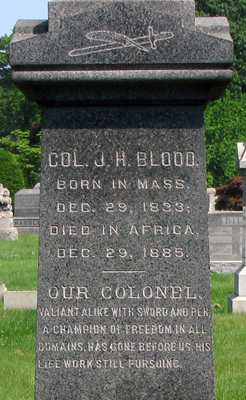 COL. J. H. BLOOD.
BORN IN MASS.
DEC. 29, 1833;
DIED IN AFRICA,
DEC. 29, 1885.
OUR COLONEL.
VALIANT ALIKE WITH SWORD AND PEN,
A CHAMPION OF FREEDOM IN ALL
DOMAINS, HAS GONE BEFORE US HIS
LIFE WORK STILL PURSUING.